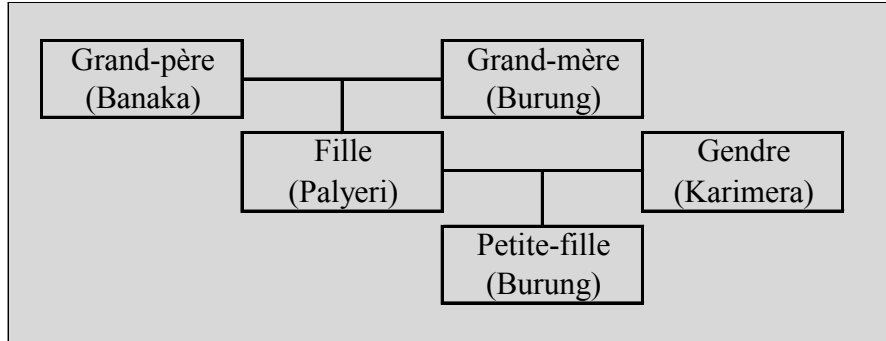 Grand-père
(Banaka)
Grand-mère
(Burung)
Fille
(Palyeri)
Gendre
(Karimera)
Petite-fille
(Burung)